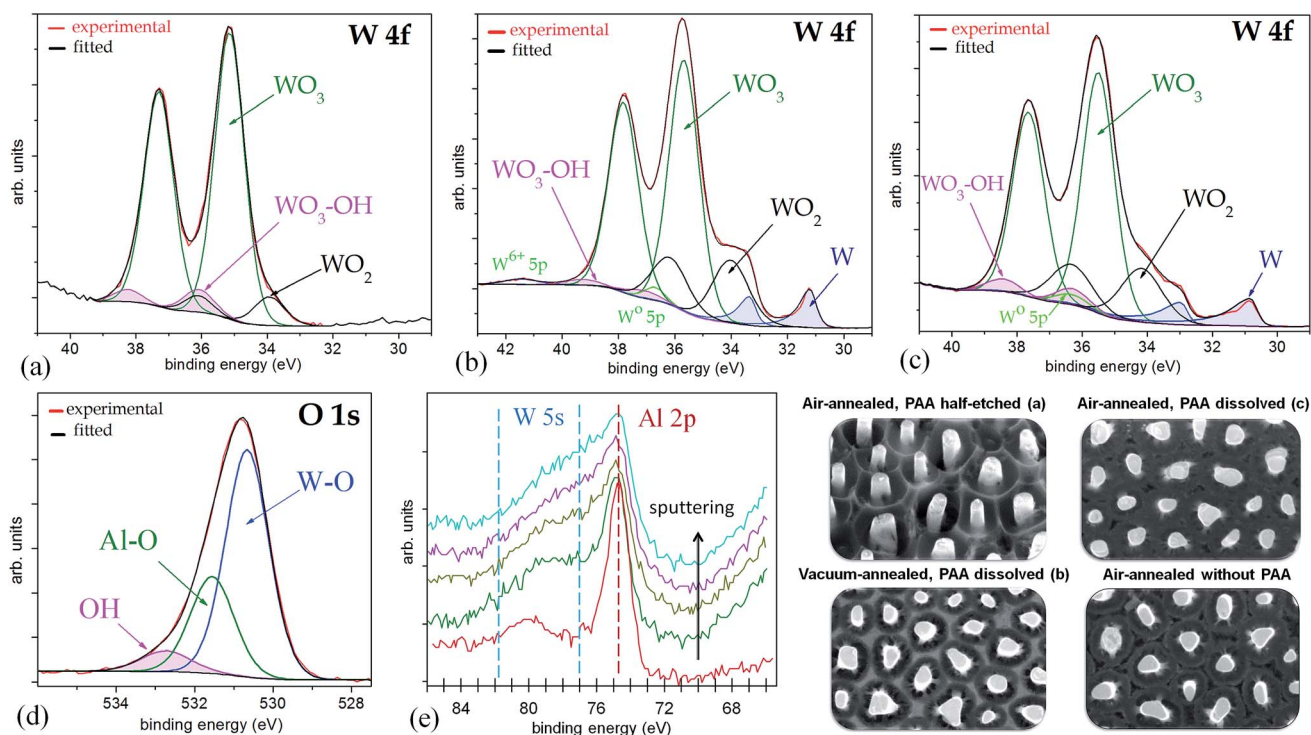 experimental
fitted
W 4f
WO3
WO3-OH
WO2
arb. units
40 38 36 34 32 30
binding energy (eV)
(a)
experimental
fitted
W 4f
WO3
WO3-OH
WO2
W
W6+ 5p
Wo 5p
arb. units
42 40 38 36 34 32 30
binding energy (eV)
(b)
experimental
fitted
W 4f
WO3
WO3-OH
WO2
W
Wo 5p
arb. units
40 38 36 34 32 30
binding energy (eV)
(c)
experimental
fitted
O 1s
W-O
Al-O
OH
arb. units
534 532 530 528
binding energy (eV)
(d)
W 5s
Al 2p
sputtering
arb. units
84 80 76 72 68
binding energy (eV)
(e)
Air-annealed, PAA half-etched (a)
Air-annealed, PAA dissolved (c)
Vacuum-annealed, PAA dissolved (b)
Air-annealed without PAA